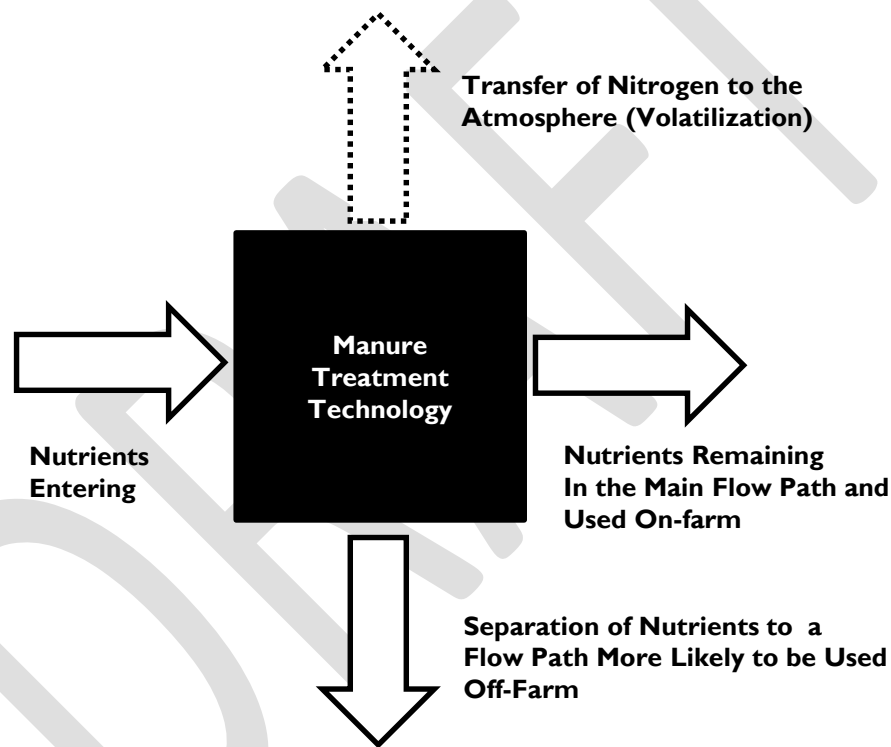 Transfer of Nitrogen to the
Atmosphere (Volatilization)
Manure
Treatment
Technology
Nutrients
Entering
Nutrients Remaining
In the Main Flow Path and
Used On-farm
Separation of Nutrients to a
Flow Path More Likely to be Used
Off-Farm
DRAFT